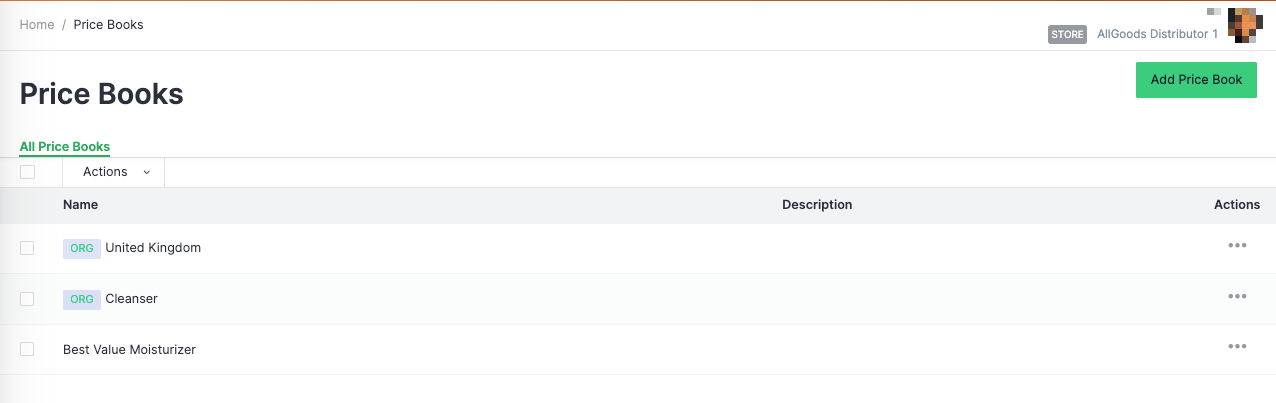 Home / Price Books
STORE AllGoods Distributor 1
Price Books
Add Price Book
All Price Books
Actions
Name Description Actions
ORG United Kingdom
ORG Cleanser
Best Value Moisturizer